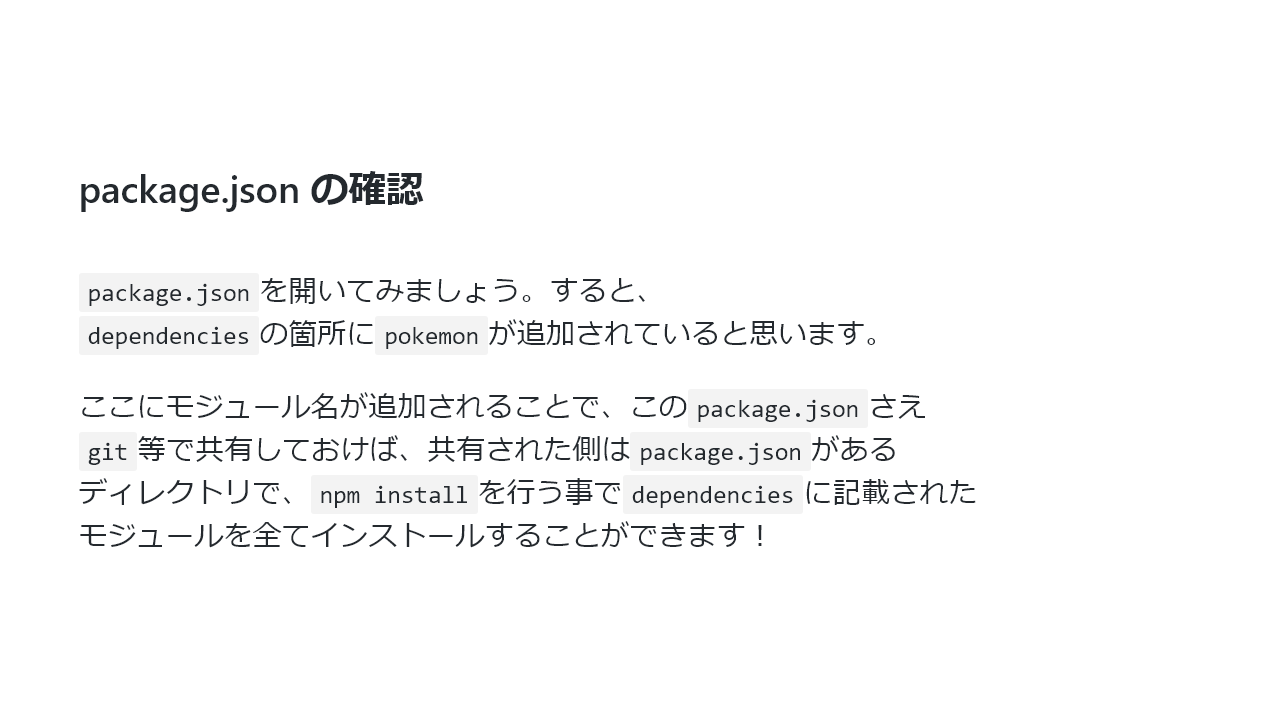 package.json の確認
package.jsonを開いてみましょう。すると、
dependenciesの箇所にpokemonが追加されていると思います。
ここにモジュール名が追加されることで、このpackage.jsonさえ
git等で共有しておけば、共有された側はpackage.jsonがある
ディレクトリで、npm installを行う事でdependenciesに記載された
モジュールを全てインストールすることができます！